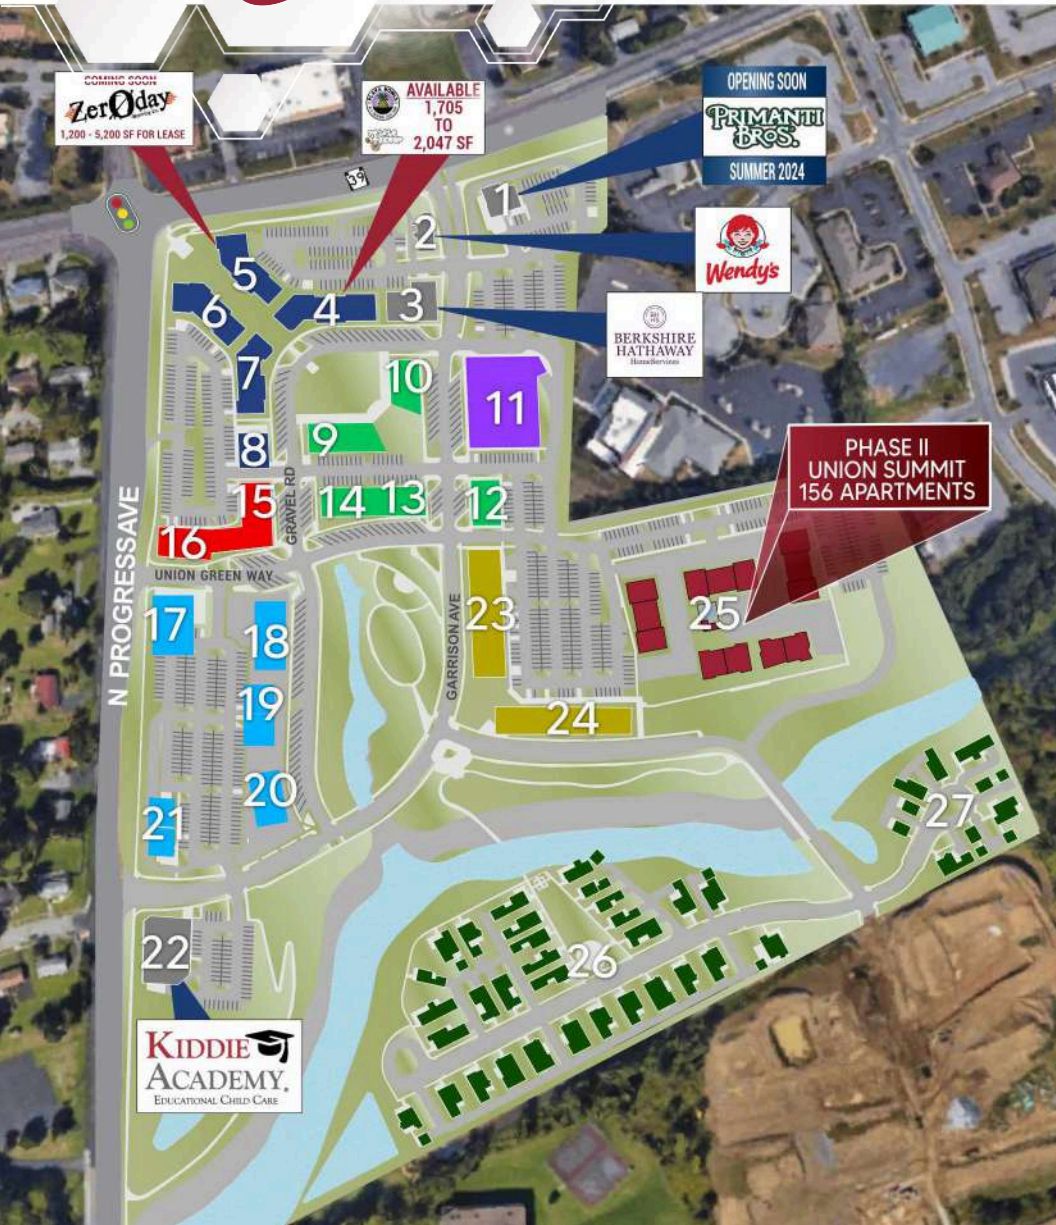 COMING SOON
Zer0day
1,200 - 5,200 SF FOR LEASE
AVAILABLE
1,705
TO
2,047 SF
OPENING SOON
PRIMANTI
BROS.
SUMMER 2024
39
1
2
Wendy's
5
6
4
3
BERKSHIRE
HATHAWAY
HomeServices
7
10
11
9
8
PHASE II
UNION SUMMIT
156 APARTMENTS
15
14
13
12
GRAVEL RD
16
UNION GREEN WAY
N PROGRESS AVE
17
18
23
25
GARRISON AVE
19
24
20
21
27
22
26
KIDDIE
ACADEMY.
EDUCATIONAL CHILD CARE